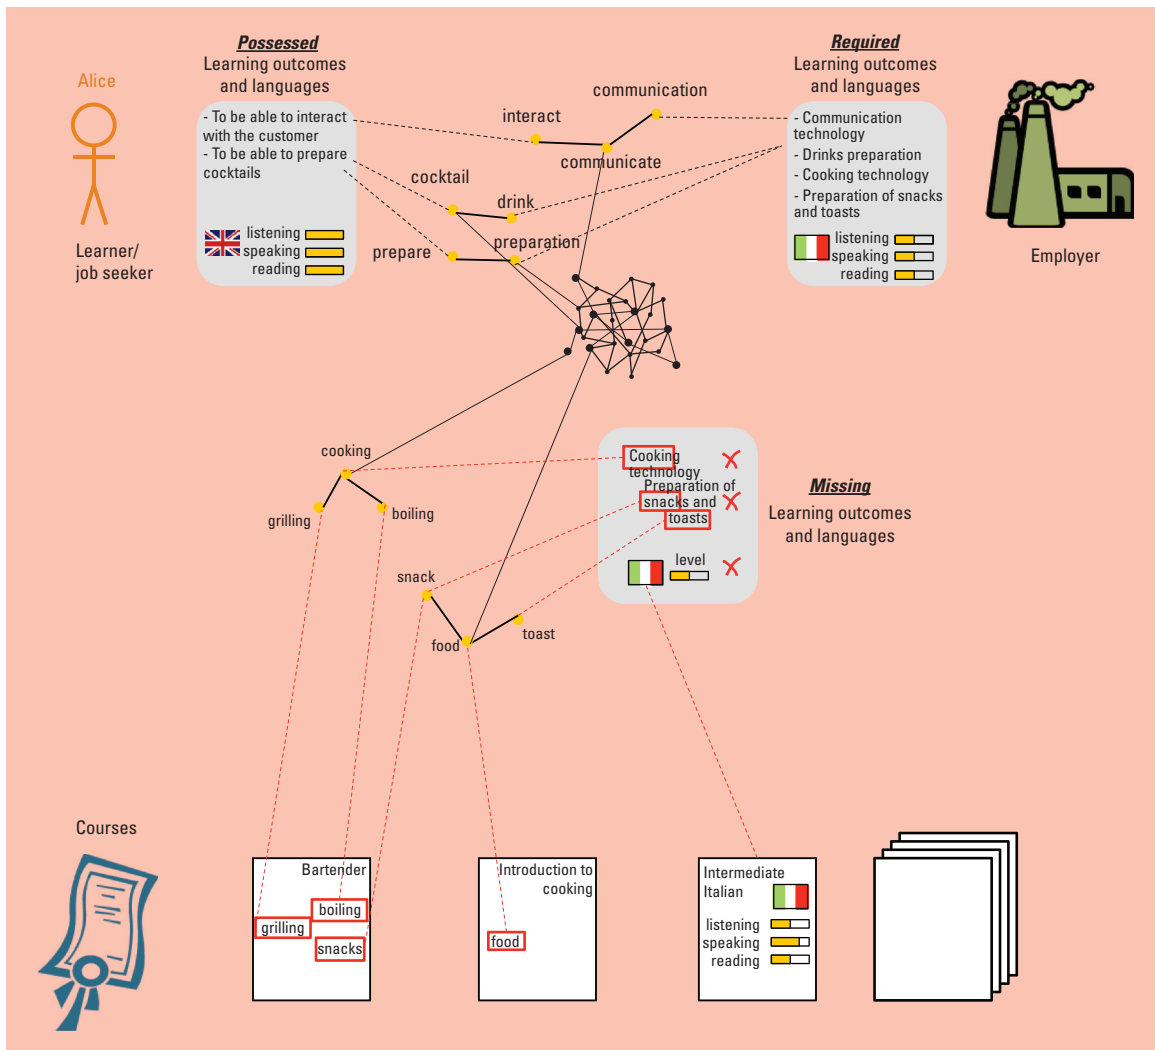 Possessed
Learning outcomes
and languages
Required
Learning outcomes
and languages
Alice
- To be able to interact
with the customer
- To be able to prepare
cocktails
listening
speaking
reading
Learner/
job seeker
interact
communication
communicate
cocktail
drink
prepare
preparation
- Communication
technology
- Drinks preparation
- Cooking technology
- Preparation of snacks
and toasts
listening
speaking
reading
Employer
cooking
grilling
boiling
snack
food
toast
Cooking
technology
Preparation of
snacks and
toasts
level
Missing
Learning outcomes
and languages
Courses
Bartender
boiling
grilling
snacks
Introduction to
cooking
food
Intermediate
Italian
listening
speaking
reading